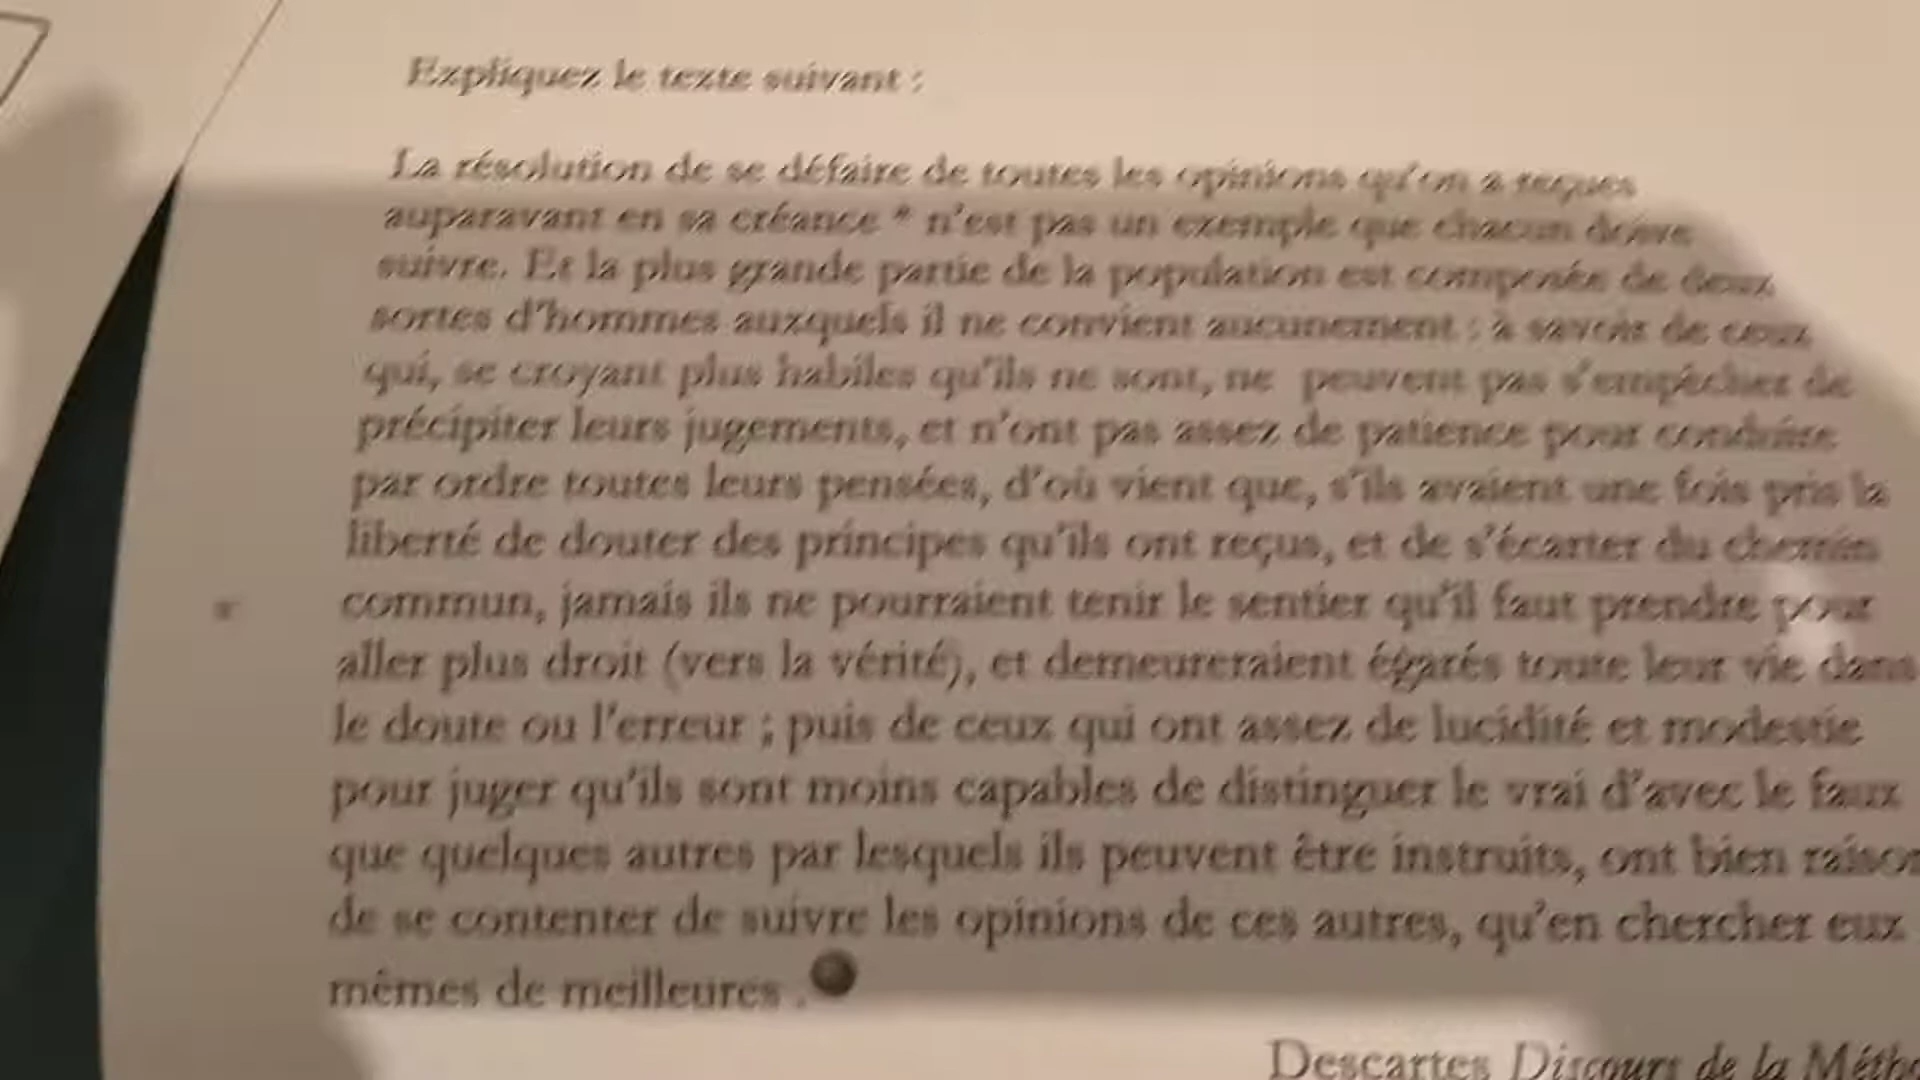 Expliquez le texte suivant :
La résolution de se défaire de toutes les opinions qu'on a reçues
auparavant en sa créance * n'est pas un exemple que chacun doive
suivre. Et la plus grande partie de la population est composée de deux
sortes d'hommes auxquels il ne convient aucunement : à savoir de ceux
qui, se croyant plus habiles qu'ils ne sont, ne peuvent pas s'empêcher de
précipiter leurs jugements, et n'ont pas assez de patience pour conduire
par ordre toutes leurs pensées, d'où vient que, s'ils avaient une fois pris la
liberté de douter des principes qu'ils ont reçus, et de s'écarter du chemin
commun, jamais ils ne pourraient tenir le sentier qu'il faut prendre pour
aller plus droit (vers la vérité), et demeureraient égarés toute leur vie dans
le doute ou l'erreur ; puis de ceux qui ont assez de lucidité et modestie
pour juger qu'ils sont moins capables de distinguer le vrai d'avec le faux
que quelques autres par lesquels ils peuvent être instruits, ont bien raison
de se contenter de suivre les opinions de ces autres, qu'en chercher eux
mêmes de meilleures .
Descartes Discours de la Métho